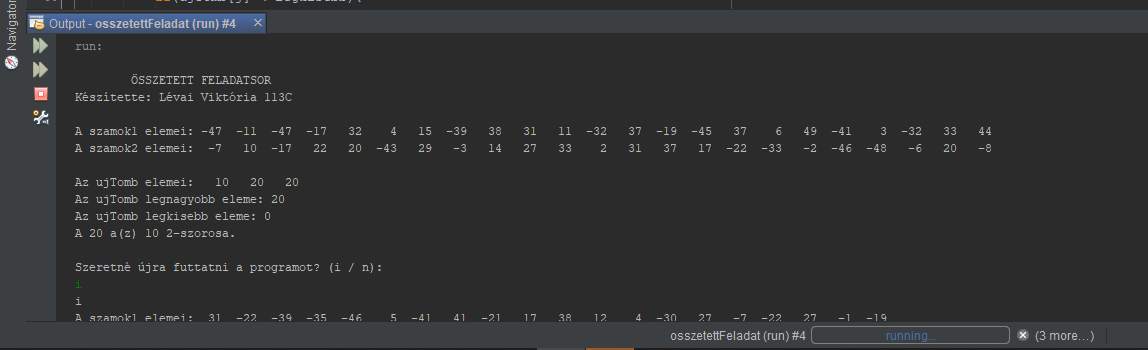 Navigator
Output - osszetettFeladat (run) #4
run:
ÖSSZETETT FELADATSOR
Készítette: Lévai Viktória 113C
A szamok1 elemei: -47 -11 -47 -17 32 4 15 -39 38 31 11 -32 37 -19 -45 37 6 49 -41 3 -32 33 44
A szamok2 elemei: -7 10 -17 22 20 -43 29 -3 14 27 33 2 31 37 17 -22 -33 -2 -46 -48 -6 20 -8
Az ujTomb elemei: 10 20 20
Az ujTomb legnagyobb eleme: 20
Az ujTomb legkisebb eleme: 0
A 20 a(z) 10 2-szorosa.
Szeretné újra futtatni a programot? (i / n):
i
i
A szamok1 elemei: 31 -22 -39 -35 -46 5 -41 41 -21 17 38 12 4 -30 27 -7 -22 27 -1 -19
osszetettFeladat (run) #4 running... (3 more...)